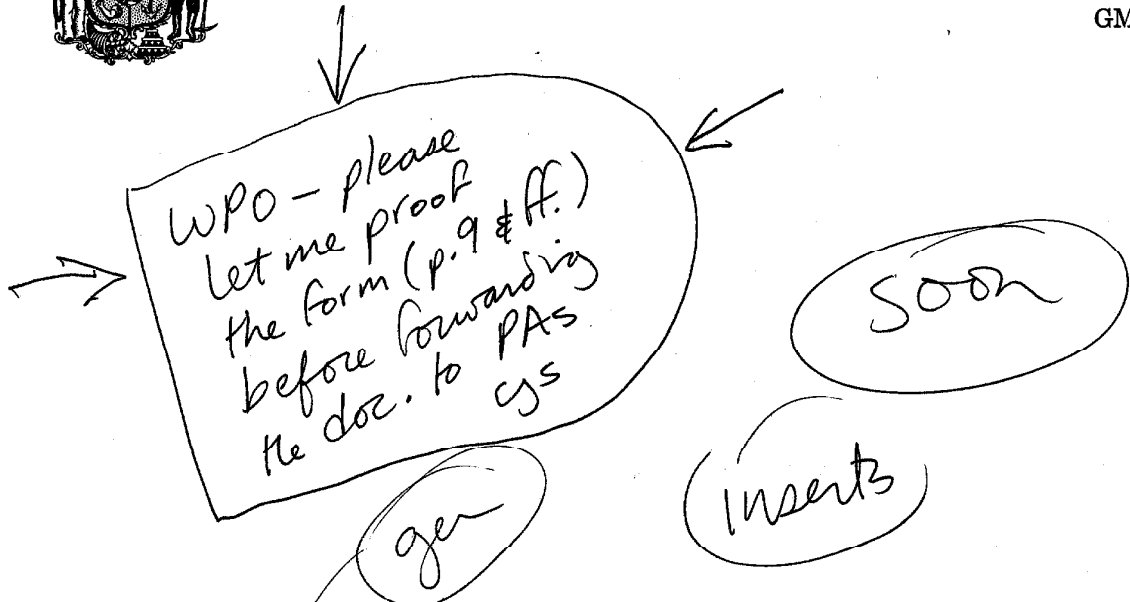 GM
WPO – please
let me proof
the form (p.9 & ff.)
before forwarding
the doc. to PAs
cys
soon
inserts
gen